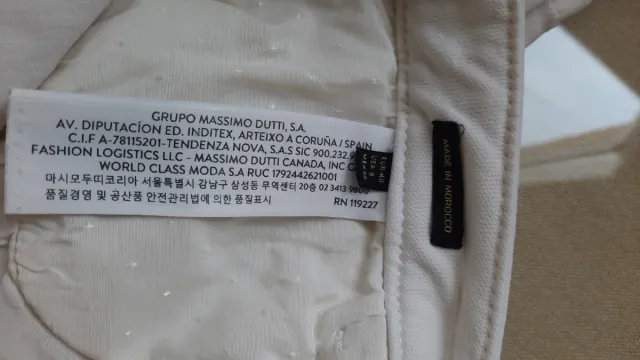 GRUPO MASSIMO DUTTI, S.A.
AV. DIPUTACÍON ED. INDITEX, ARTEIXO A CORUÑA / SPAIN
C.I.F A-78115201-TENDENZA NOVA, S.A.S SIC 900.232.9
FASHION LOGISTICS LLC - MASSIMO DUTTI CANADA, INC C
WORLD CLASS MODA S.A RUC 1792442621001
마시모두띠코리아 서울특별시 강남구 삼성동 무역센터 20층 02 3413 9800
품질경영 및 공산품 안전관리법에 의한 품질표시
RN 119227
EUR 40
MADE IN MOROCCO